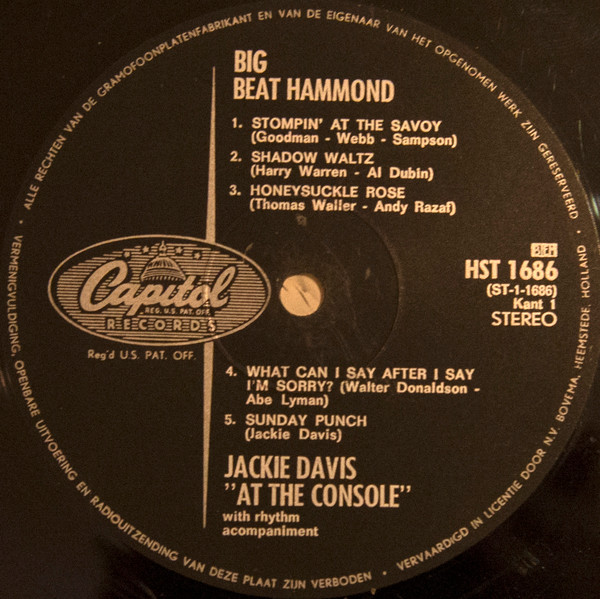 BIG
BEAT HAMMOND
1. STOMPIN' AT THE SAVOY
(Goodman - Webb - Sampson)
2. SHADOW WALTZ
(Harry Warren - Al Dubin)
3. HONEYSUCKLE ROSE
(Thomas Waller - Andy Razaf)
Capitol
REG. U.S. PAT. OFF.
RECORDS
Reg'd U.S. PAT. OFF.
HST 1686
(ST-1-1686)
Kant 1
STEREO
4. WHAT CAN I SAY AFTER I SAY
I'M SORRY? (Walter Donaldson -
Abe Lyman)
5. SUNDAY PUNCH
(Jackie Davis)
JACKIE DAVIS
"AT THE CONSOLE"
with rhythm
acompaniment
ALLE RECHTEN VAN DE GRAMOFOONPLATENFABRIKANT EN VAN DE EIGENAAR VAN HET OPGENOMEN WERK ZIJN GERESERVEERD •
VERMENIGVULDIGING, OPENBARE UITVOERING EN RADIOUITZENDING VAN DEZE PLAAT ZIJN VERBODEN •
VERVAARDIGD IN LICENTIE DOOR N.V. BOVEMA, HEEMSTEDE, HOLLAND •